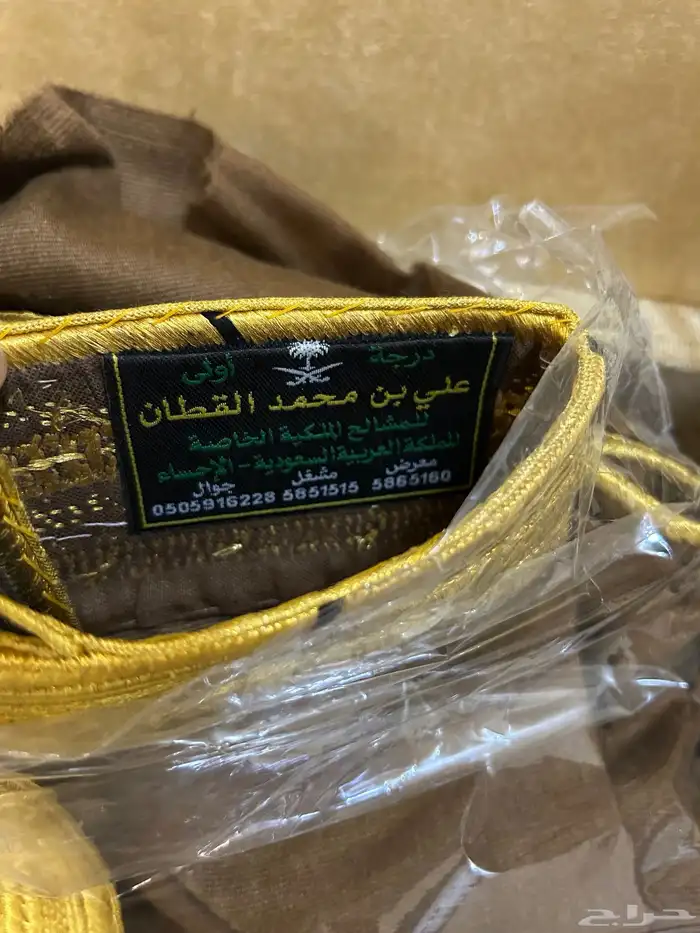 درجة أولى
علي بن محمد القطان
للمشالح الملكية الخاصة
المملكة العربية السعودية - الإحساء
معرض مشغل جوال
5865160 5851515 0505916228
حراج